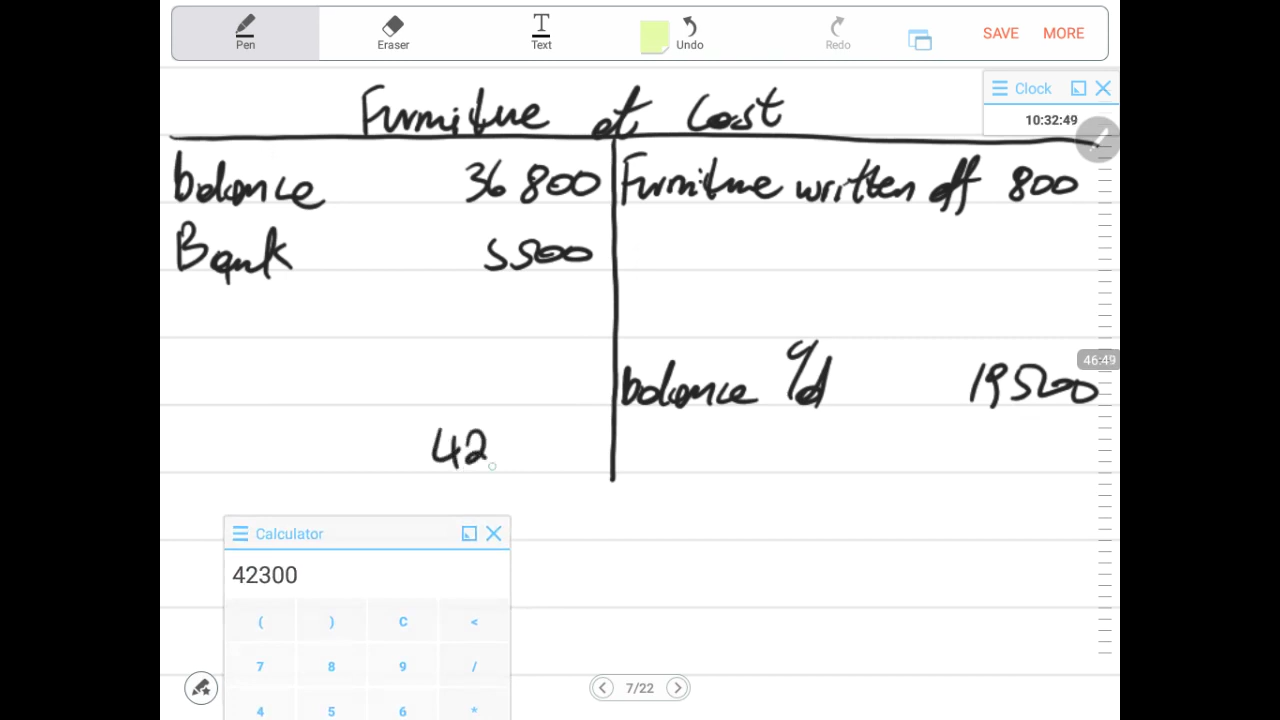 Pen Eraser Text Undo Redo SAVE MORE
Clock
10:32:49
Furniture at Cost
balance 36 800 Furniture written off 800
Bank 5500
46:49
balance c/d 19500
42
Calculator
42300
( ) C <
7 8 9 /
4 5 6 *
7/22